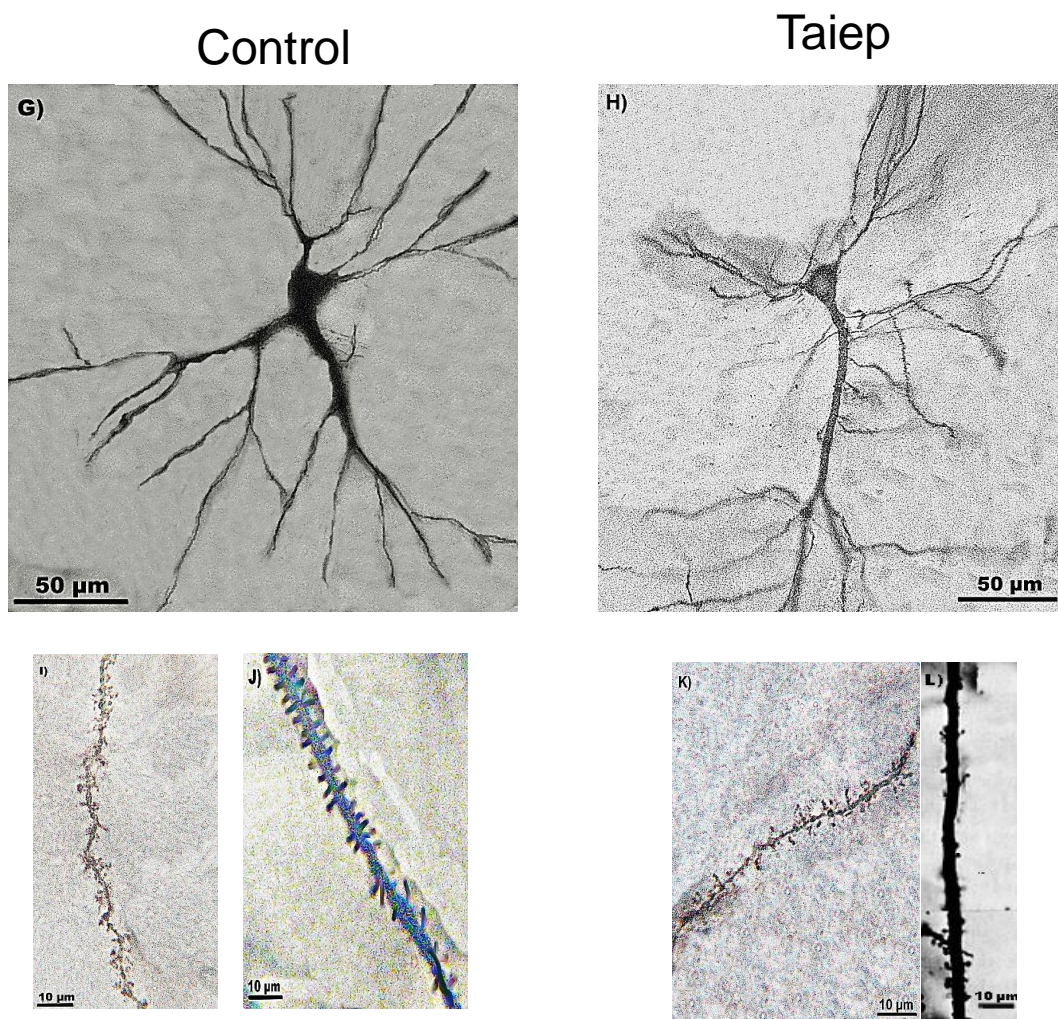 Control
Taiep
G)
H)
50 µm
50 µm
I)
J)
K)
L)
10 µm
10 µm
10 µm
10 µm